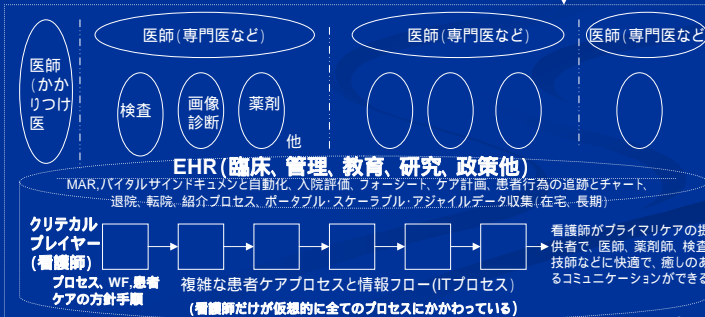 医師(専門医など)
医師(専門医など)
医師(専門医など
医師
(かか
りつけ
医
検査
画像
診断
薬剤
他
EHR(臨床、管理、教育、研究、政策他)
MAR,バイタルサインドキュメンと自動化、入院評価、フォーシート、ケア計画、患者行為の追跡とチャート、
退院、転院、紹介プロセス、ポータブル・スケーラブル・アジャイルデータ収集(在宅、長期)
クリテカル
プレイヤー
(看護師)
プロセス、WF,患者
ケアの方針手順
複雑な患者ケアプロセスと情報フロー(ITプロセス)
(看護師だけが仮想的に全てのプロセスにかかわっている)
看護師がプライマリケアの提
供者で、医師、薬剤師、検査
技師などに快適で、癒しのあ
るコミュニケーションができる